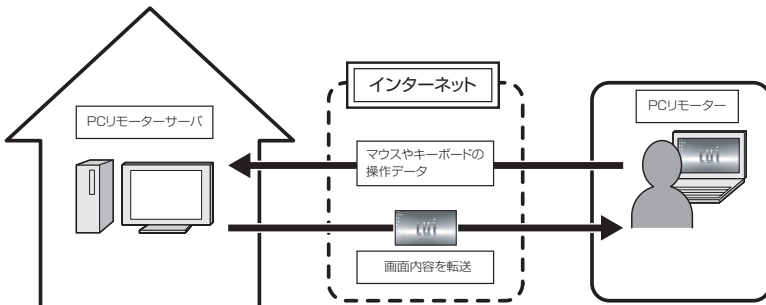 インターネット
PCリモーターサーバ
PCリモーター
マウスやキーボードの
操作データ
lui
lui
画面内容を転送